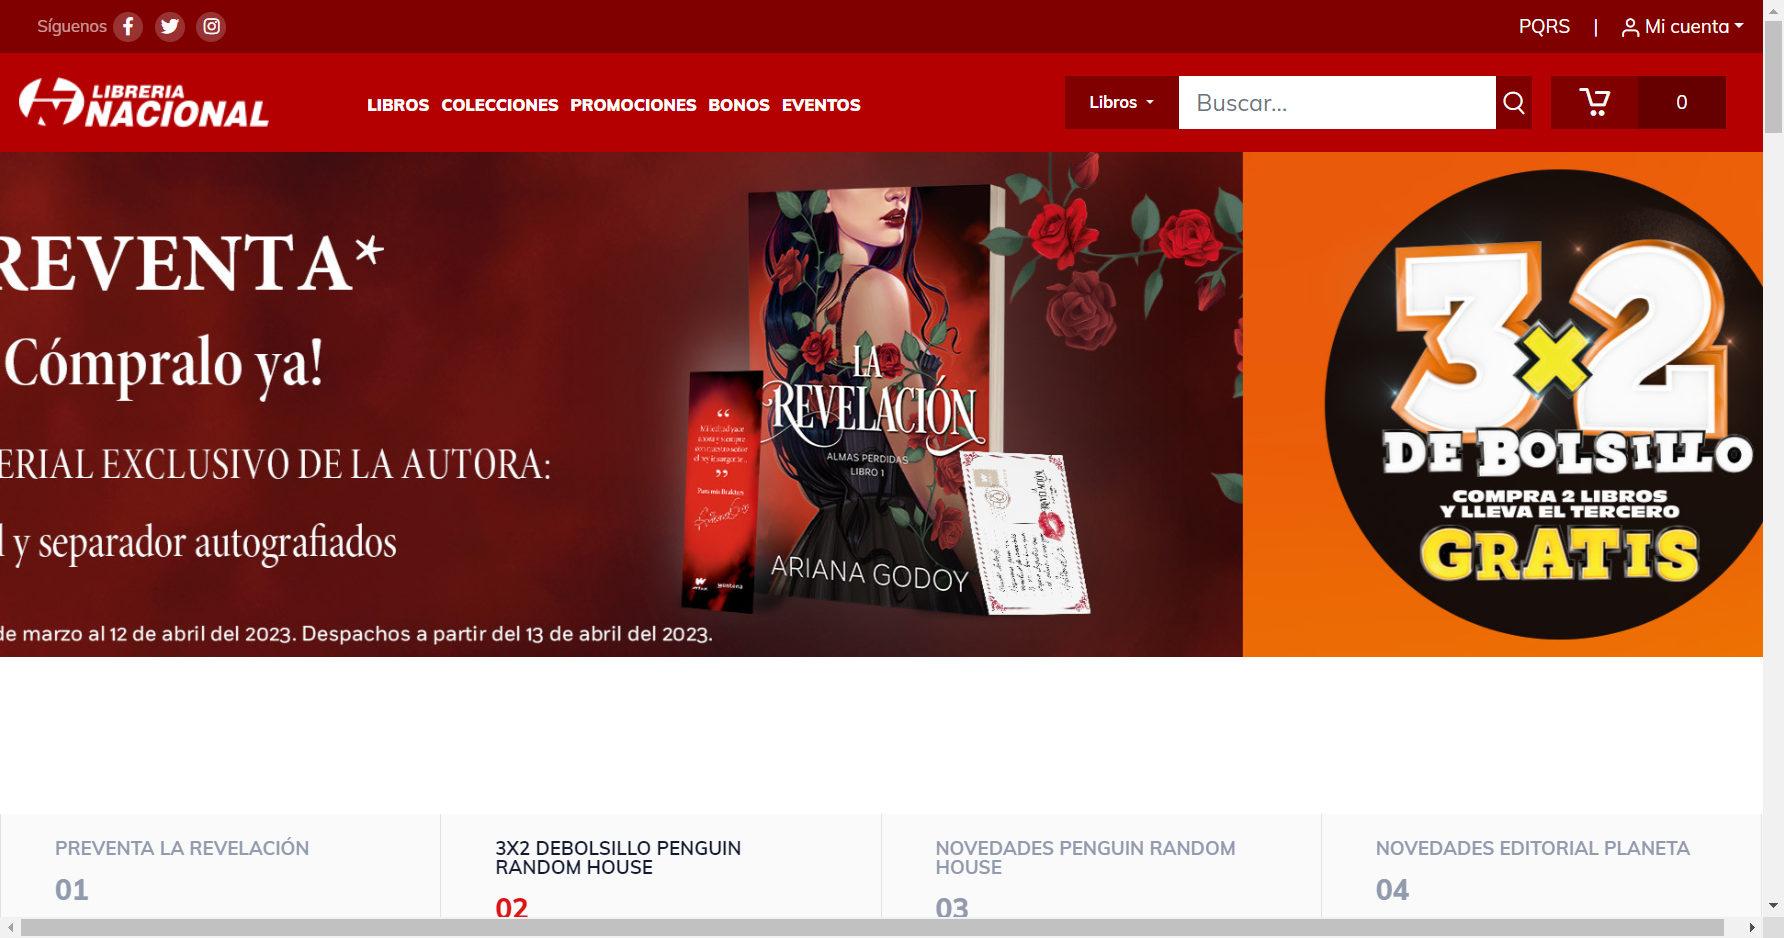 Síguenos
PQRS | Mi cuenta
LIBRERIA
NACIONAL
LIBROS COLECCIONES PROMOCIONES BONOS EVENTOS
Libros
Buscar...
0
REVENTA*
Cómpralo ya!
ERIAL EXCLUSIVO DE LA AUTORA:
l y separador autografiados
de marzo al 12 de abril del 2023. Despachos a partir del 13 de abril del 2023.
LA
REVELACIÓN
ALMAS PERDIDAS
LIBRO 1
ARIANA GODOY
3x2
DEBOLSILLO
COMPRA 2 LIBROS
Y LLEVA EL TERCERO
GRATIS
PREVENTA LA REVELACIÓN
01
3X2 DEBOLSILLO PENGUIN
RANDOM HOUSE
02
NOVEDADES PENGUIN RANDOM
HOUSE
03
NOVEDADES EDITORIAL PLANETA
04